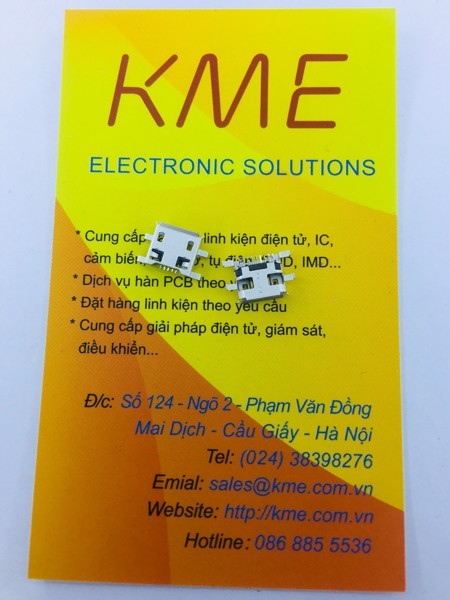 KME
ELECTRONIC SOLUTIONS
* Cung cấp linh kiện điện tử, IC,
cảm biến, tụ IMD...
* Dịch vụ hàn PCB theo
* Đặt hàng linh kiện theo yêu cầu
* Cung cấp giải pháp điện tử, giám sát,
điều khiển...
Đ/c: Số 124 - Ngõ 2 - Phạm Văn Đồng
Mai Dịch - Cầu Giấy - Hà Nội
Tel: (024) 38398276
Emial: sales@kme.com.vn
Website: http://kme.com.vn
Hotline: 086 885 5536